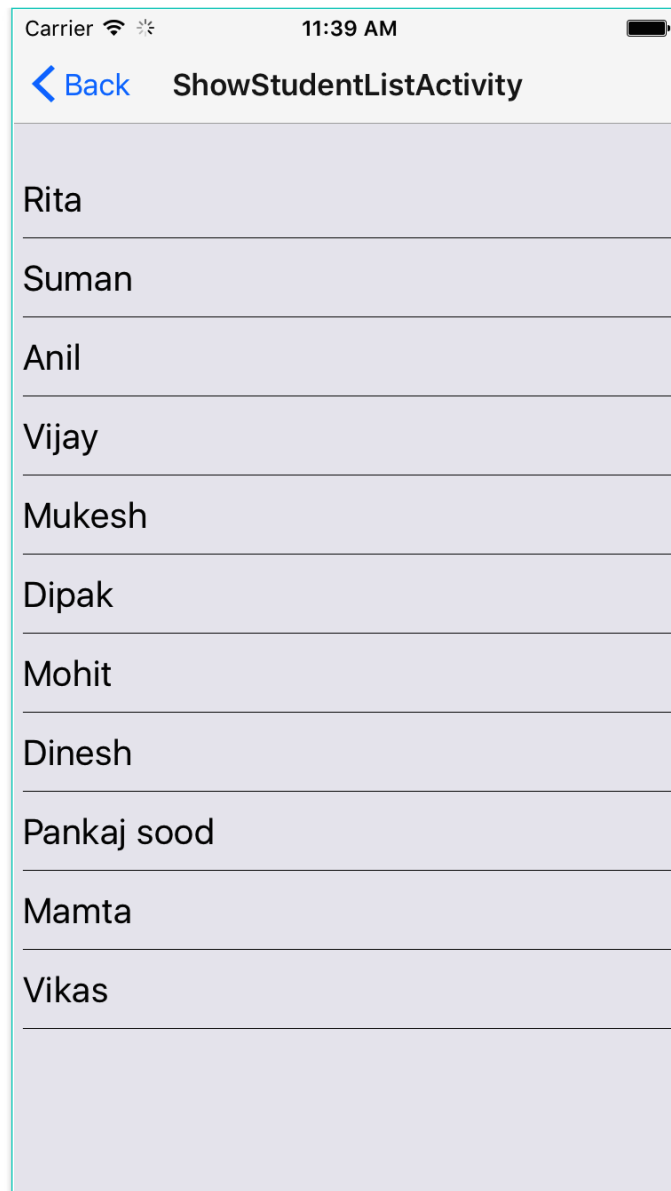 Carrier 11:39 AM
Back ShowStudentListActivity
Rita
Suman
Anil
Vijay
Mukesh
Dipak
Mohit
Dinesh
Pankaj sood
Mamta
Vikas